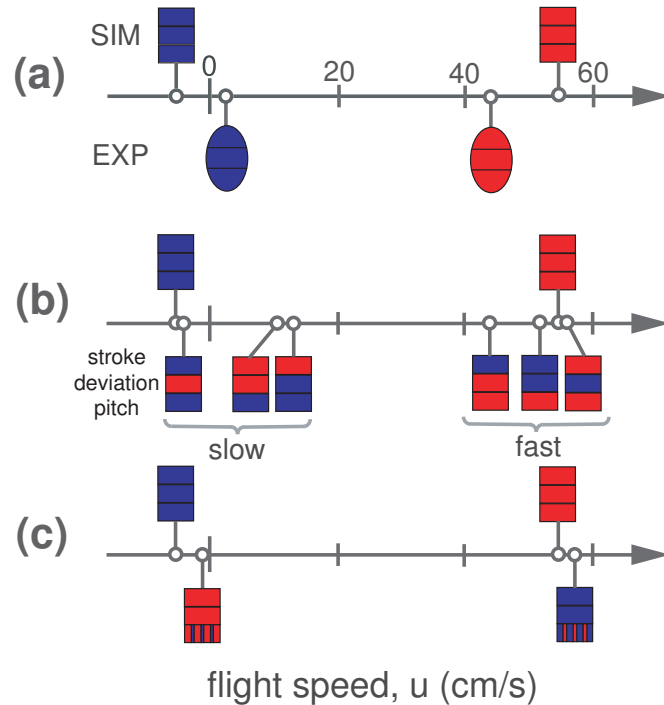 SIM
(a)
0 20 40 60
EXP
(b)
stroke
deviation
pitch
slow fast
(c)
flight speed, u (cm/s)